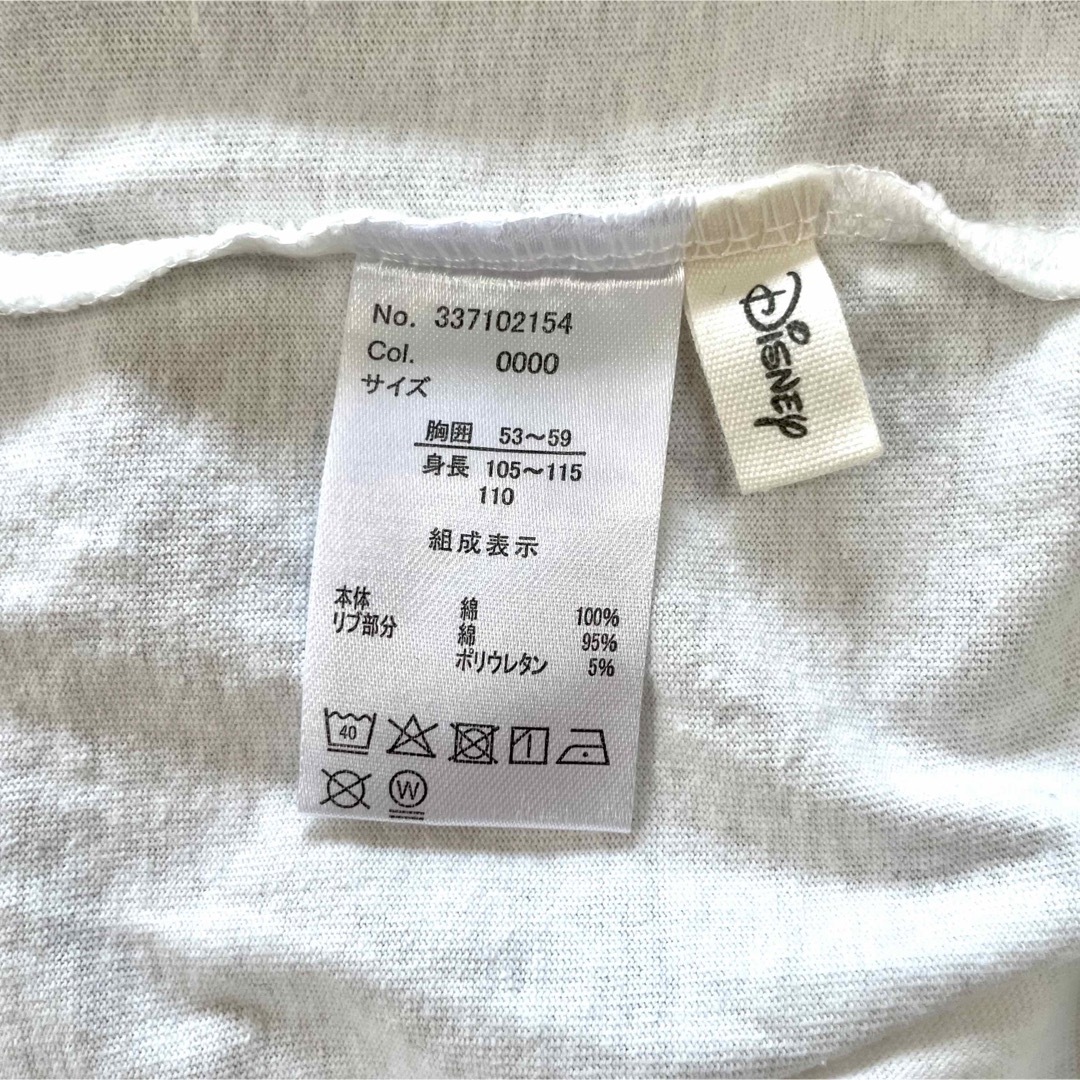 No. 337102154
Col. 0000
サイズ
胸囲 53～59
身長 105～115
110
組成表示
本体 綿 100%
リブ部分 綿 95%
ポリウレタン 5%
40
W
Disney